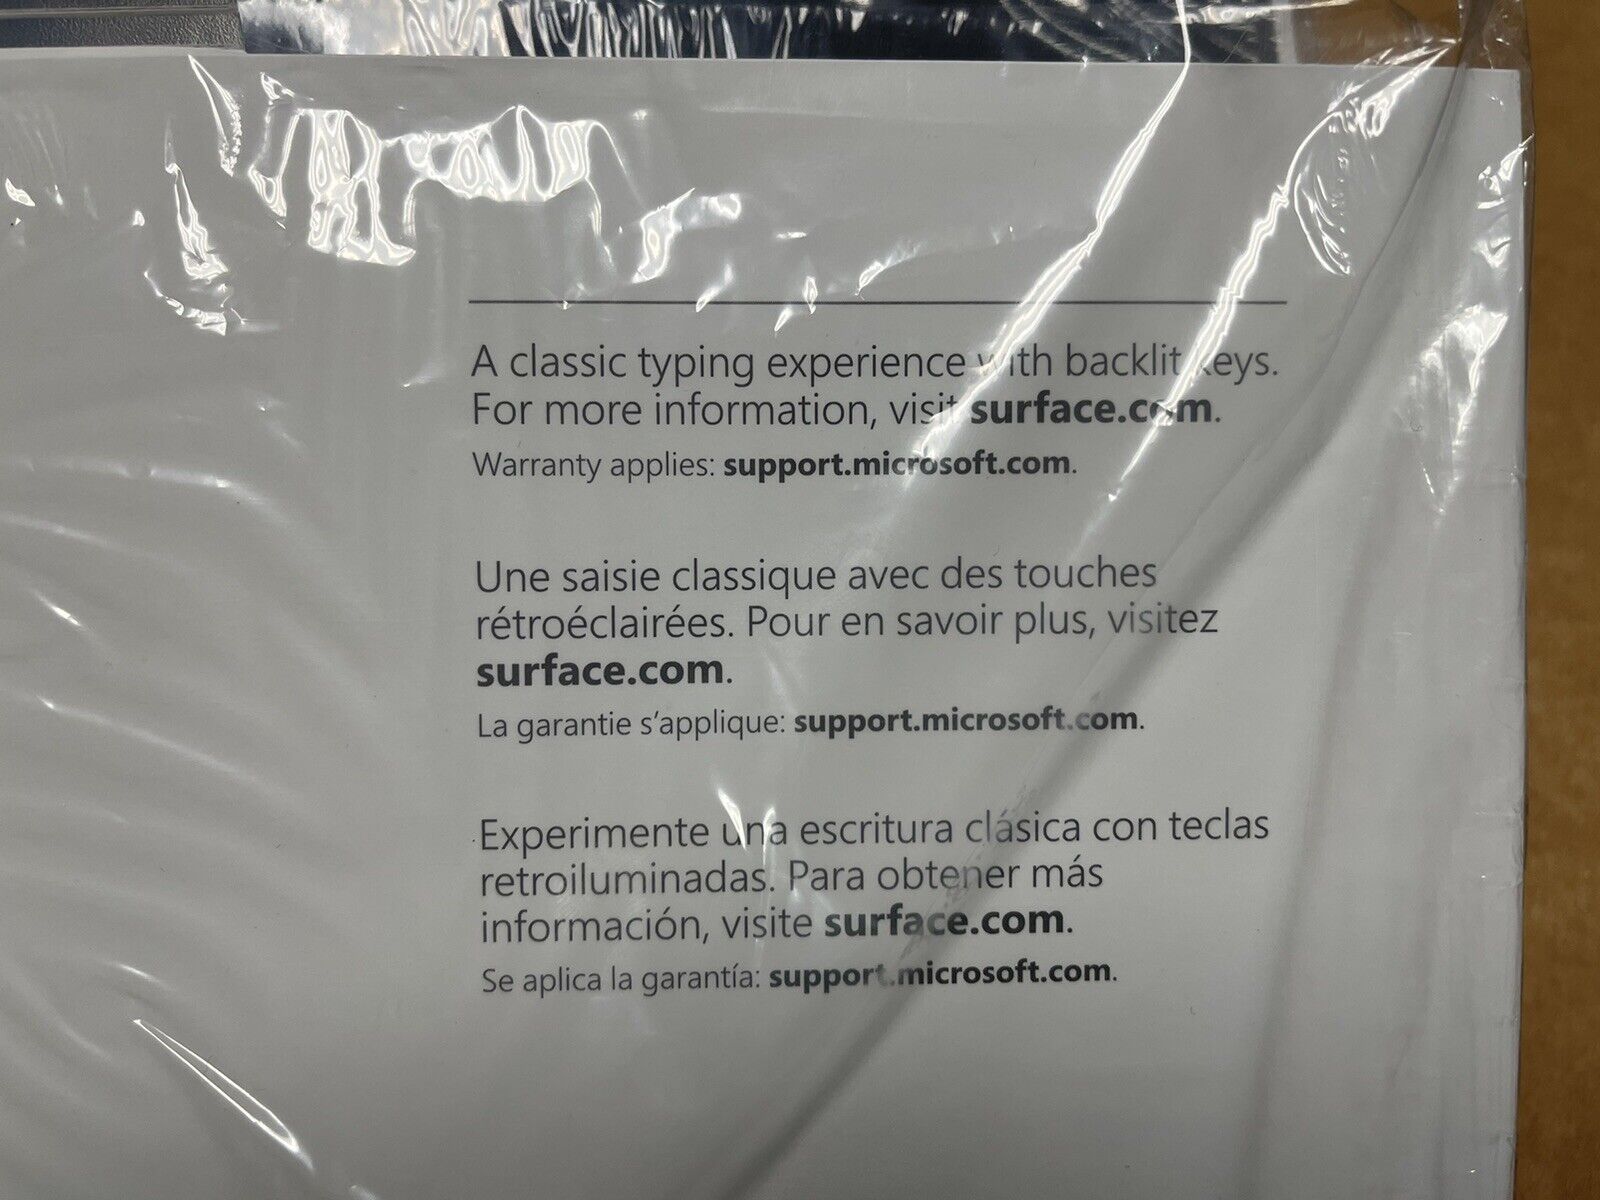 A classic typing experience with backlit keys.
For more information, visit surface.com.
Warranty applies: support.microsoft.com.
Une saisie classique avec des touches
rétroéclairées. Pour en savoir plus, visitez
surface.com.
La garantie s'applique: support.microsoft.com.
Experimente una escritura clásica con teclas
retroiluminadas. Para obtener más
información, visite surface.com.
Se aplica la garantía: support.microsoft.com.